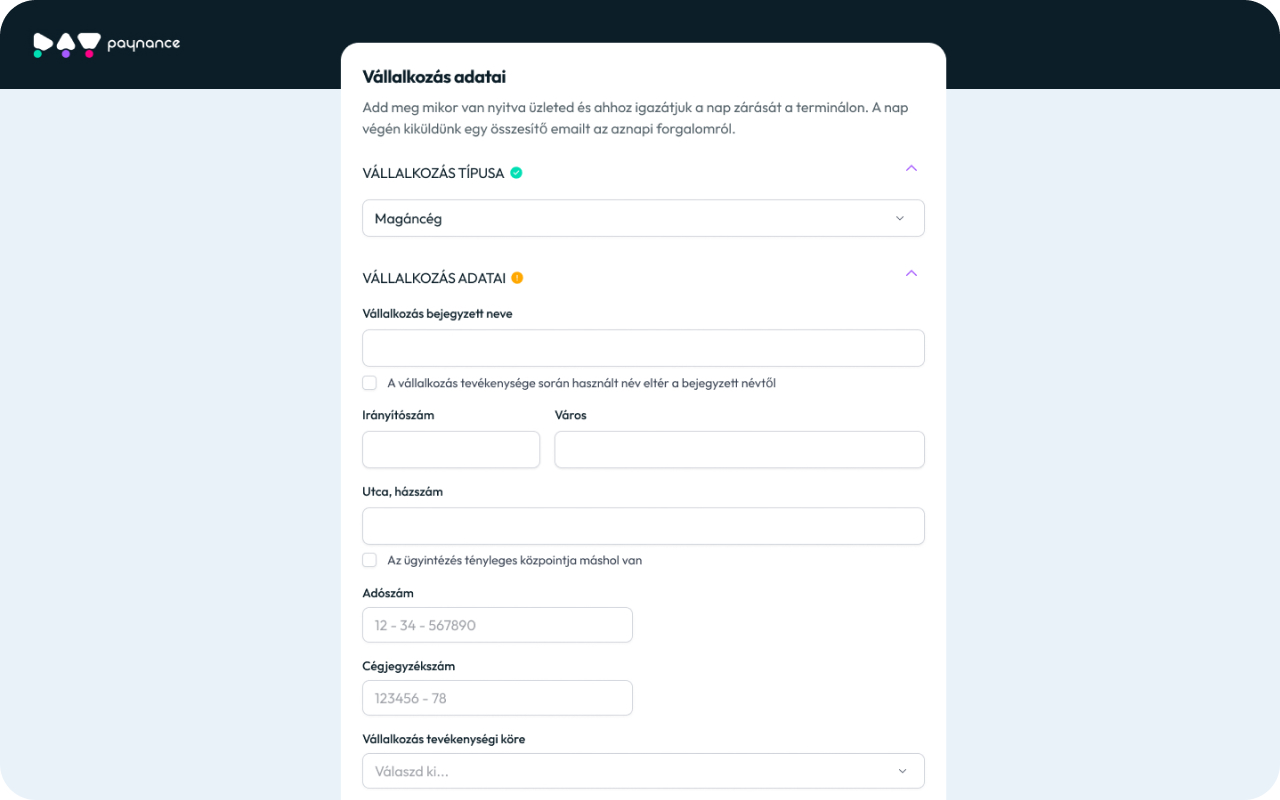 paynance
Vállalkozás adatai
Add meg mikor van nyitva üzleted és ahhoz igazátjuk a nap zárását a terminálon. A nap
végén kiküldünk egy összesítő emailt az aznapi forgalomról.
VÁLLALKOZÁS TÍPUSA
Magáncég
VÁLLALKOZÁS ADATAI
Vállalkozás bejegyzett neve
A vállalkozás tevékenysége során használt név eltér a bejegyzett névtől
Irányítószám Város
Utca, házszám
Az ügyintézés tényleges közpointja máshol van
Adószám
12 - 34 - 567890
Cégjegyzékszám
123456 - 78
Vállalkozás tevékenységi köre
Válaszd ki...